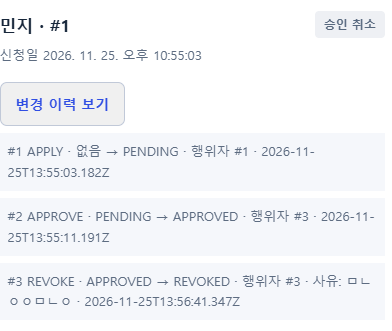 민지 · #1
승인 취소
신청일 2026. 11. 25. 오후 10:55:03
변경 이력 보기
#1 APPLY · 없음 → PENDING · 행위자 #1 · 2026-11-
25T13:55:03.182Z
#2 APPROVE · PENDING → APPROVED · 행위자 #3 · 2026-11-
25T13:55:11.191Z
#3 REVOKE · APPROVED → REVOKED · 행위자 #3 · 사유: ㅁㄴ
ㅇㅇㅁㄴㅇ · 2026-11-25T13:56:41.347Z